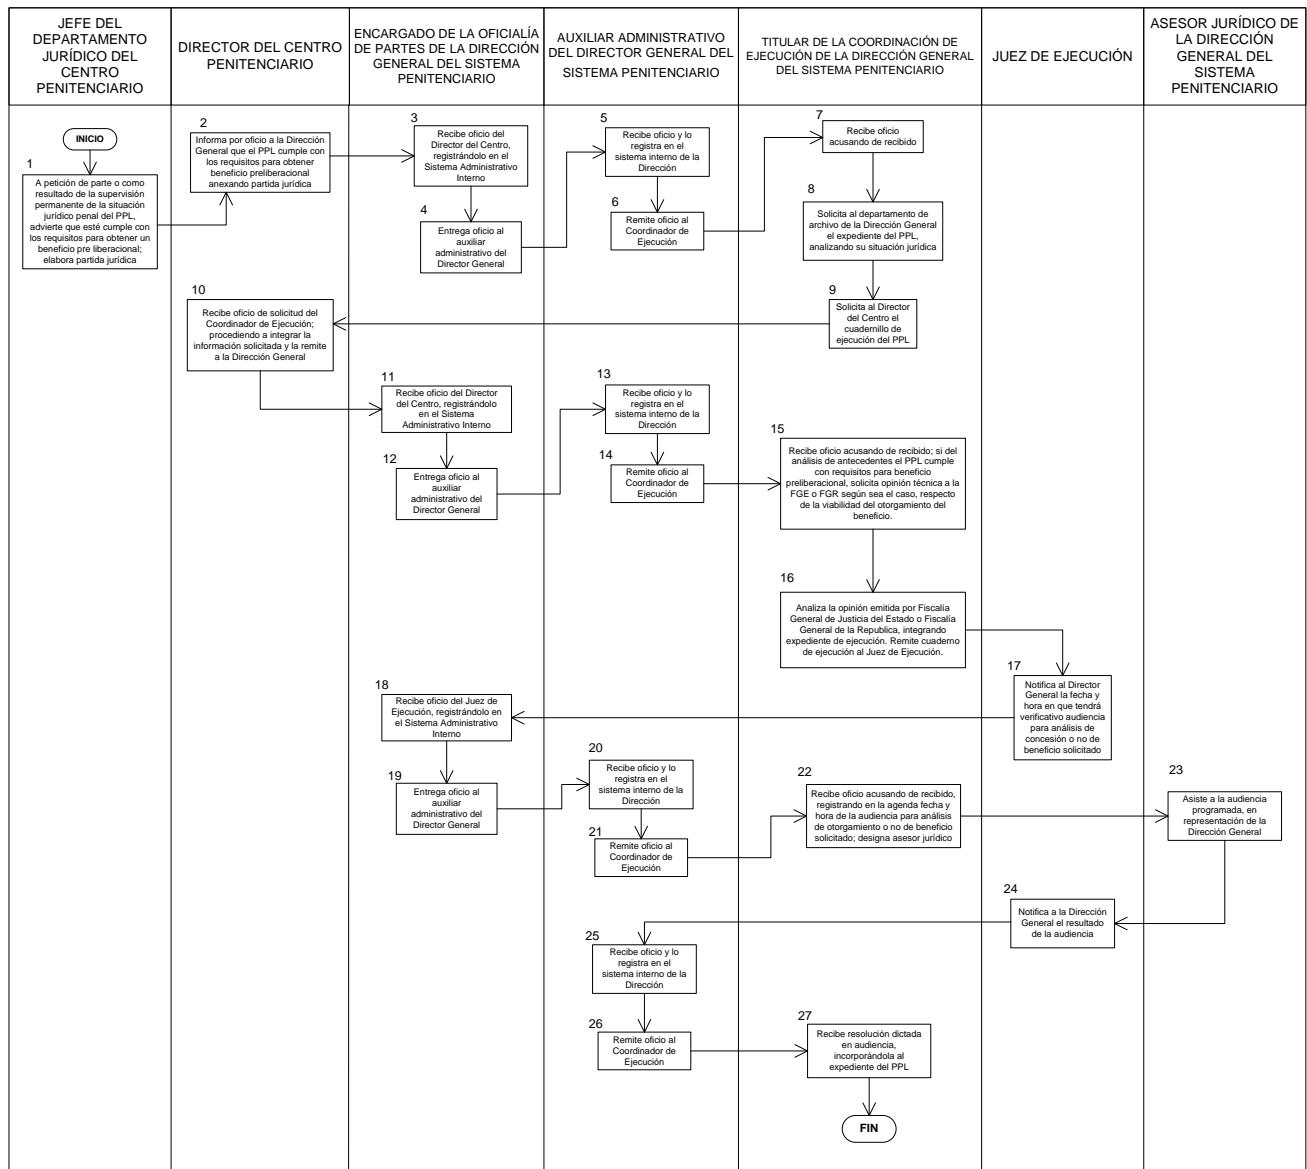 JEFE DEL
DEPARTAMENTO
JURÍDICO DEL
CENTRO
PENITENCIARIO
DIRECTOR DEL CENTRO
PENITENCIARIO
ENCARGADO DE LA OFICIALÍA
DE PARTES DE LA DIRECCIÓN
GENERAL DEL SISTEMA
PENITENCIARIO
AUXILIAR ADMINISTRATIVO
DEL DIRECTOR GENERAL DEL
SISTEMA PENITENCIARIO
TITULAR DE LA COORDINACIÓN DE
EJECUCIÓN DE LA DIRECCIÓN GENERAL
DEL SISTEMA PENITENCIARIO
JUEZ DE EJECUCIÓN
ASESOR JURÍDICO DE
LA DIRECCIÓN
GENERAL DEL
SISTEMA
PENITENCIARIO
INICIO
1
A petición de parte o como
resultado de la supervisión
permanente de la situación
jurídico penal del PPL,
advierte que esté cumple con
los requisitos para obtener un
beneficio pre liberacional;
elabora partida jurídica
2
Informa por oficio a la Dirección
General que el PPL cumple con
los requisitos para obtener
beneficio preliberacional
anexando partida jurídica
3
Recibe oficio del
Director del Centro,
registrándolo en el
Sistema Administrativo
Interno
4
Entrega oficio al
auxiliar
administrativo del
Director General
5
Recibe oficio y lo
registra en el
sistema interno de la
Dirección
6
Remite oficio al
Coordinador de
Ejecución
7
Recibe oficio
acusando de recibido
8
Solicita al departamento de
archivo de la Dirección General
el expediente del PPL,
analizando su situación jurídica
9
Solicita al Director
del Centro el
cuadernillo de
ejecución del PPL
10
Recibe oficio de solicitud del
Coordinador de Ejecución;
procediendo a integrar la
información solicitada y la remite
a la Dirección General
11
Recibe oficio del Director
del Centro, registrándolo
en el Sistema
Administrativo Interno
12
Entrega oficio al
auxiliar
administrativo del
Director General
13
Recibe oficio y lo
registra en el
sistema interno de la
Dirección
14
Remite oficio al
Coordinador de
Ejecución
15
Recibe oficio acusando de recibido; si del
análisis de antecedentes el PPL cumple
con requisitos para beneficio
preliberacional, solicita opinión técnica a la
FGE o FGR según sea el caso, respecto
de la viabilidad del otorgamiento del
beneficio.
16
Analiza la opinión emitida por Fiscalía
General de Justicia del Estado o Fiscalía
General de la Republica, integrando
expediente de ejecución. Remite cuaderno
de ejecución al Juez de Ejecución.
17
Notifica al Director
General la fecha y
hora en que tendrá
verificativo audiencia
para análisis de
concesión o no de
beneficio solicitado
18
Recibe oficio del Juez de
Ejecución, registrándolo en
el Sistema Administrativo
Interno
19
Entrega oficio al
auxiliar
administrativo del
Director General
20
Recibe oficio y lo
registra en el
sistema interno de la
Dirección
21
Remite oficio al
Coordinador de
Ejecución
22
Recibe oficio acusando de recibido,
registrando en la agenda fecha y
hora de la audiencia para análisis
de otorgamiento o no de beneficio
solicitado; designa asesor jurídico
23
Asiste a la audiencia
programada, en
representación de la
Dirección General
24
Notifica a la Dirección
General el resultado
de la audiencia
25
Recibe oficio y lo
registra en el
sistema interno de la
Dirección
26
Remite oficio al
Coordinador de
Ejecución
27
Recibe resolución dictada
en audiencia,
incorporándola al
expediente del PPL
FIN